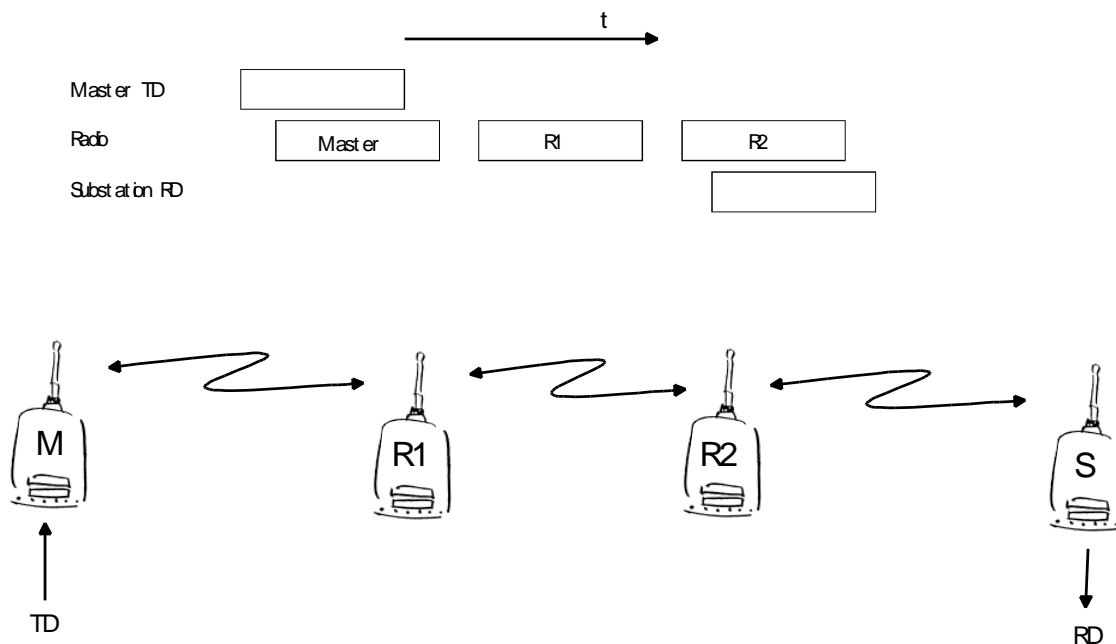 t
Master TD
Radio Master R1 R2
Substation RD
M R1 R2 S
TD RD